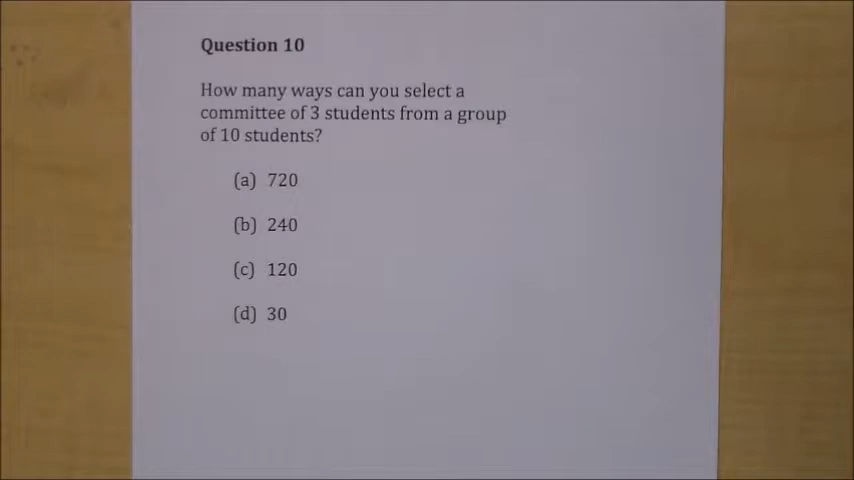 Question 10
How many ways can you select a
committee of 3 students from a group
of 10 students?
(a) 720
(b) 240
(c) 120
(d) 30